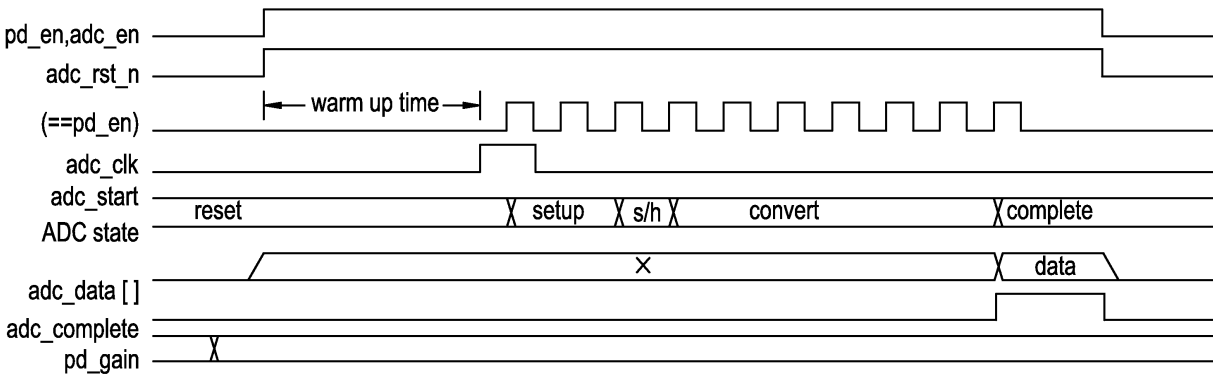 pd_en,adc_en
adc_rst_n
warm up time
(==pd_en)
adc_clk
adc_start
reset setup s/h convert complete
ADC state
X data
adc_data [ ]
adc_complete
pd_gain